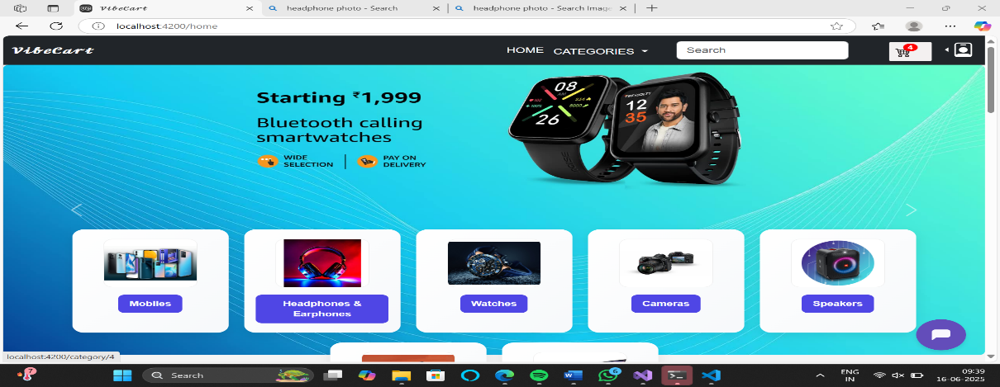 VibeCart
headphone photo - Search
headphone photo - Search Image
localhost:4200/home
VibeCart
HOME
CATEGORIES
Search
4
Starting ₹1,999
Bluetooth calling
smartwatches
WIDE
SELECTION
PAY ON
DELIVERY
08
26
12
35
Mobiles
Headphones &
Earphones
Watches
Cameras
Speakers
localhost:4200/category/4
7
Search
6
ENG
IN
09:39
16-06-2025